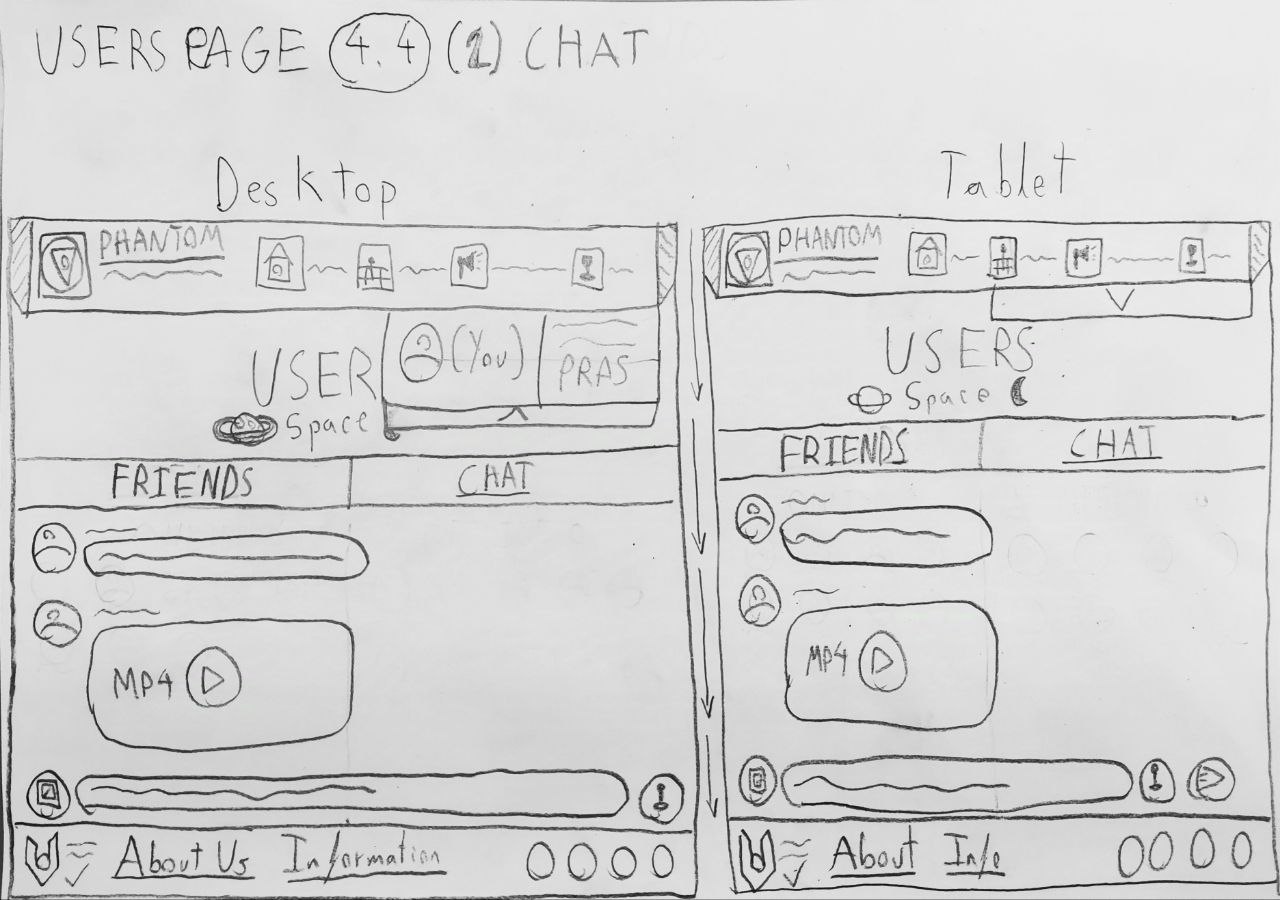 USERS PAGE 4.4 (1) CHAT
Desktop
Tablet
PHANTOM
(You)
PRAS
USER
Space
FRIENDS
CHAT
MP4
About Us
Information
PHANTOM
USERS
Space
FRIENDS
CHAT
MP4
About
Info